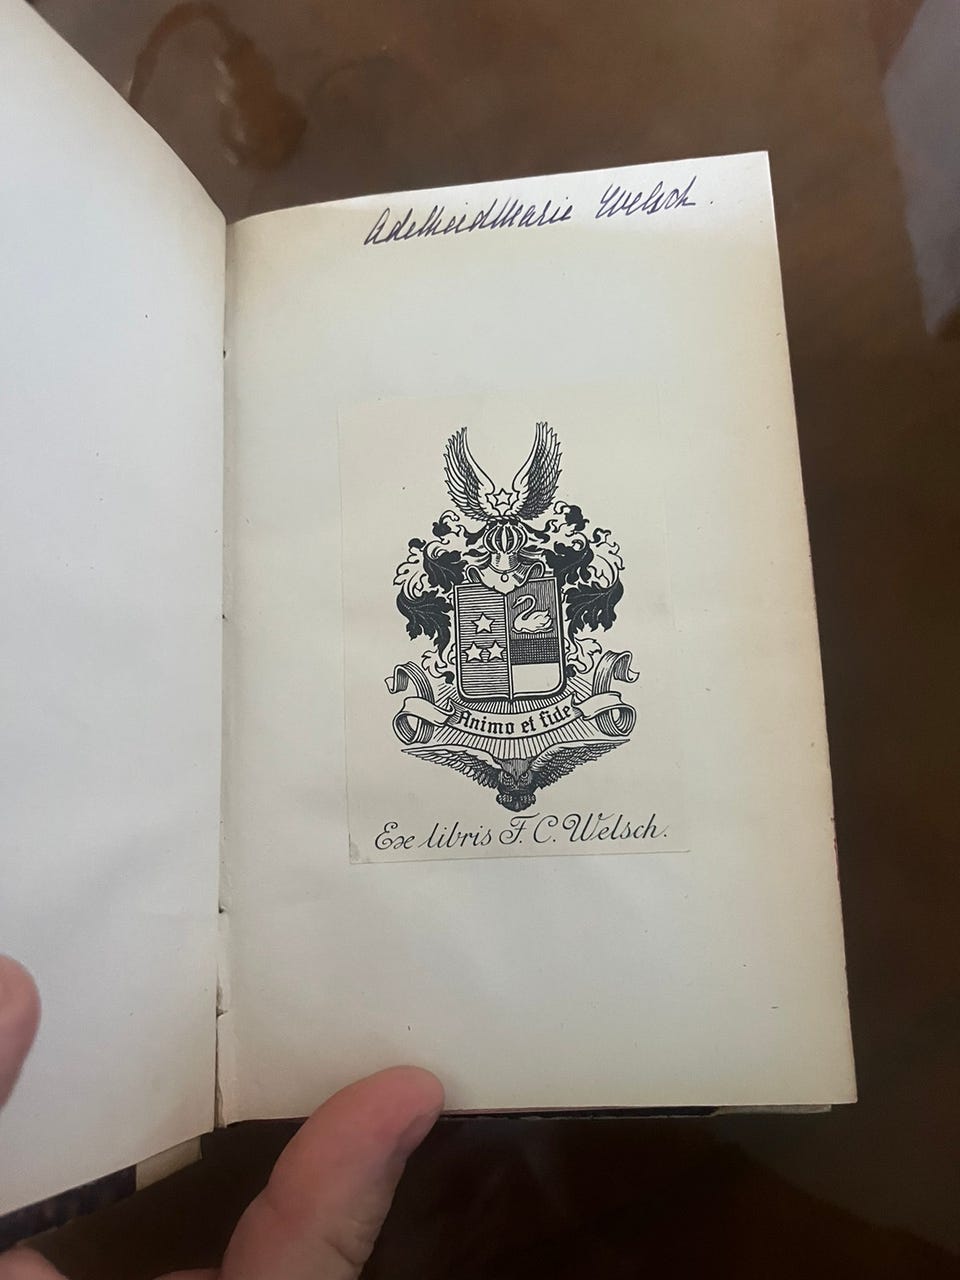 Adelheid Marie Welsch.
Animo et fide
Ex libris F. C. Welsch.